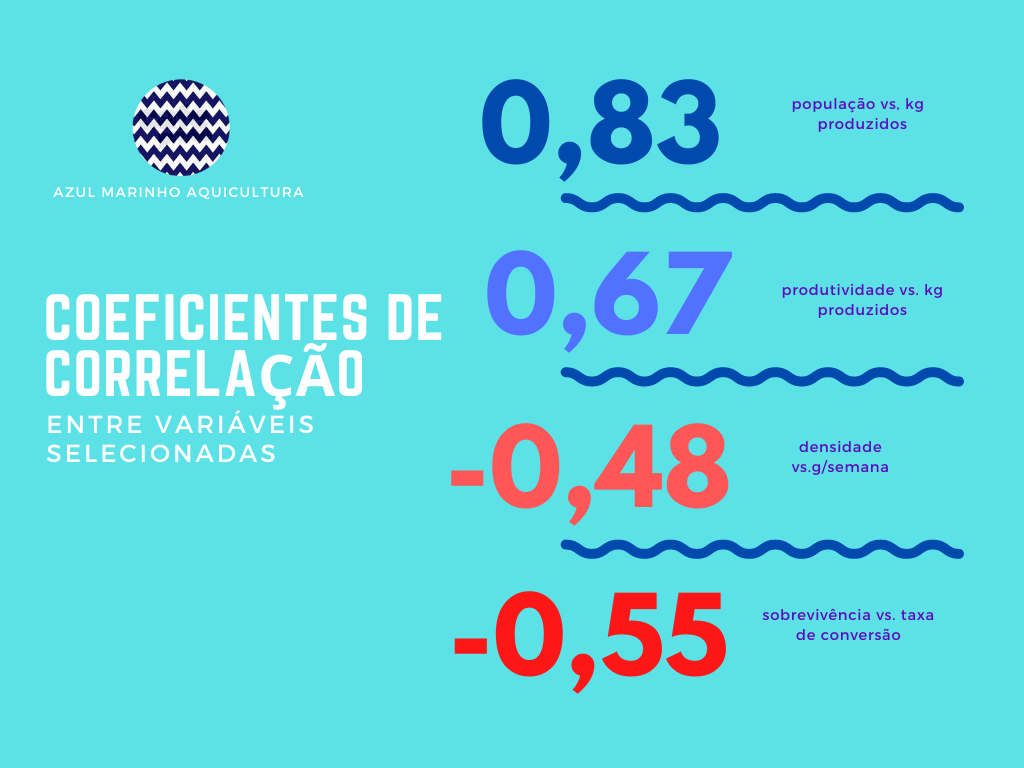 AZUL MARINHO AQUICULTURA
COEFICIENTES DE
CORRELAÇÃO
ENTRE VARIÁVEIS
SELECIONADAS
0,83
população vs. kg
produzidos
0,67
produtividade vs. kg
produzidos
-0,48
densidade
vs.g/semana
-0,55
sobrevivência vs. taxa
de conversão